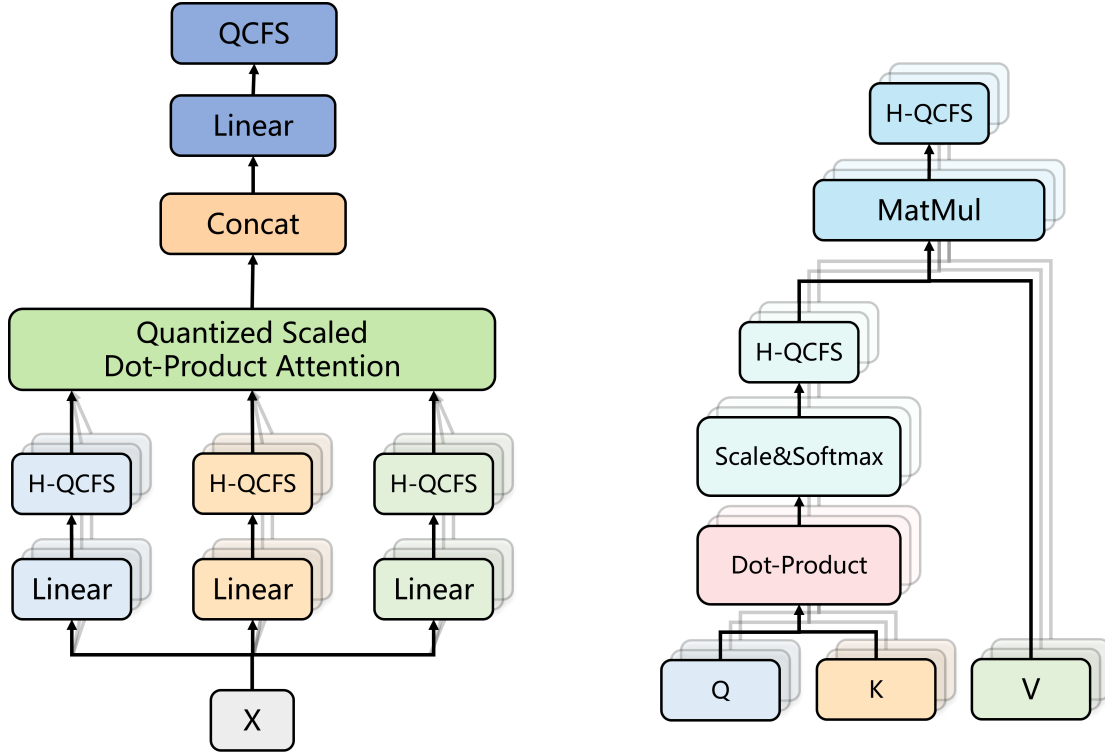 QCFS
Linear
Concat
Quantized Scaled
Dot-Product Attention
H-QCFS
H-QCFS
H-QCFS
Linear
Linear
Linear
X
H-QCFS
MatMul
H-QCFS
Scale&Softmax
Dot-Product
Q
K
V